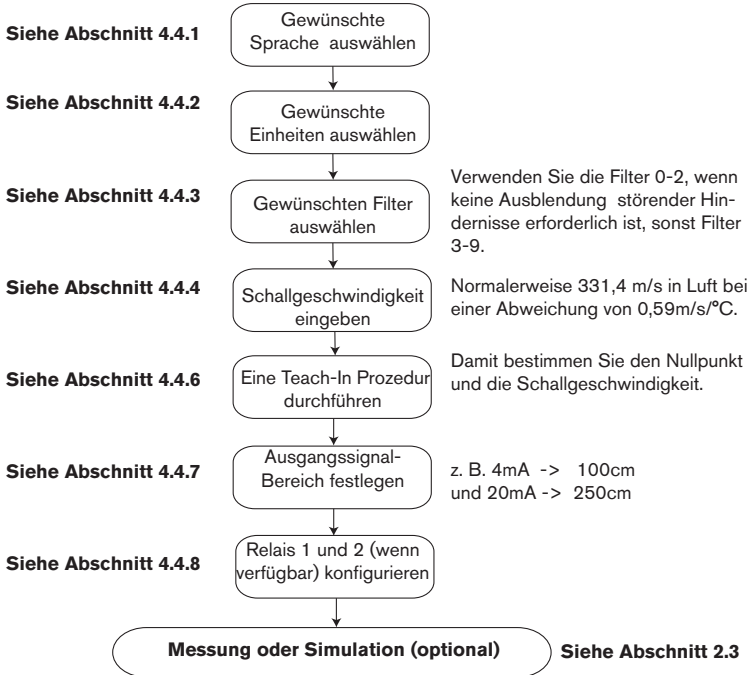 Siehe Abschnitt 4.4.1
Gewünschte
Sprache auswählen
Siehe Abschnitt 4.4.2
Gewünschte
Einheiten auswählen
Siehe Abschnitt 4.4.3
Gewünschten Filter
auswählen
Verwenden Sie die Filter 0-2, wenn
keine Ausblendung störender Hin-
dernisse erforderlich ist, sonst Filter
3-9.
Siehe Abschnitt 4.4.4
Schallgeschwindigkeit
eingeben
Normalerweise 331,4 m/s in Luft bei
einer Abweichung von 0,59m/s/°C.
Siehe Abschnitt 4.4.6
Eine Teach-In Prozedur
durchführen
Damit bestimmen Sie den Nullpunkt
und die Schallgeschwindigkeit.
Siehe Abschnitt 4.4.7
Ausgangssignal-
Bereich festlegen
z. B. 4mA -> 100cm
und 20mA -> 250cm
Siehe Abschnitt 4.4.8
Relais 1 und 2 (wenn
verfügbar) konfigurieren
Messung oder Simulation (optional)
Siehe Abschnitt 2.3